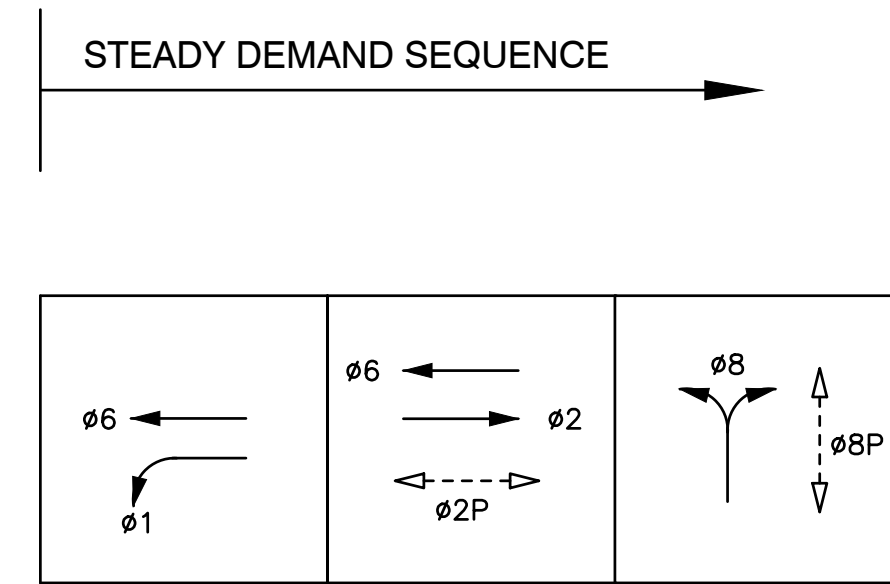 STEADY DEMAND SEQUENCE
ø6
ø1
ø6
ø2
ø2P
ø8
ø8P